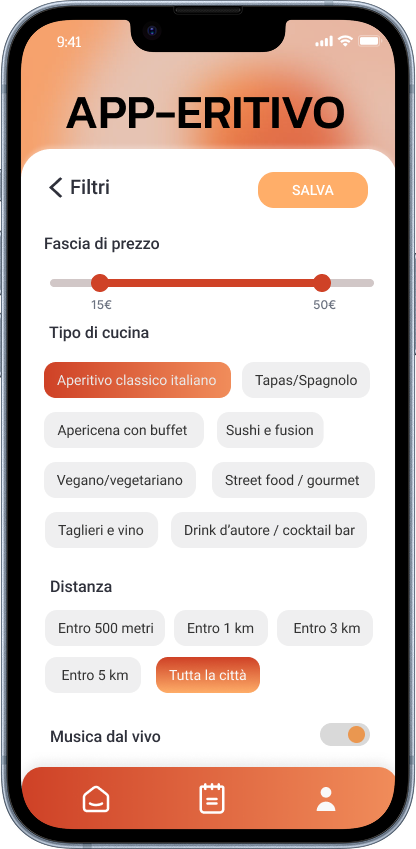 9:41
APP-ERITIVO
Filtri
SALVA
Fascia di prezzo
15€ 50€
Tipo di cucina
Aperitivo classico italiano Tapas/Spagnolo
Apericena con buffet Sushi e fusion
Vegano/vegetariano Street food / gourmet
Taglieri e vino Drink d’autore / cocktail bar
Distanza
Entro 500 metri Entro 1 km Entro 3 km
Entro 5 km Tutta la città
Musica dal vivo